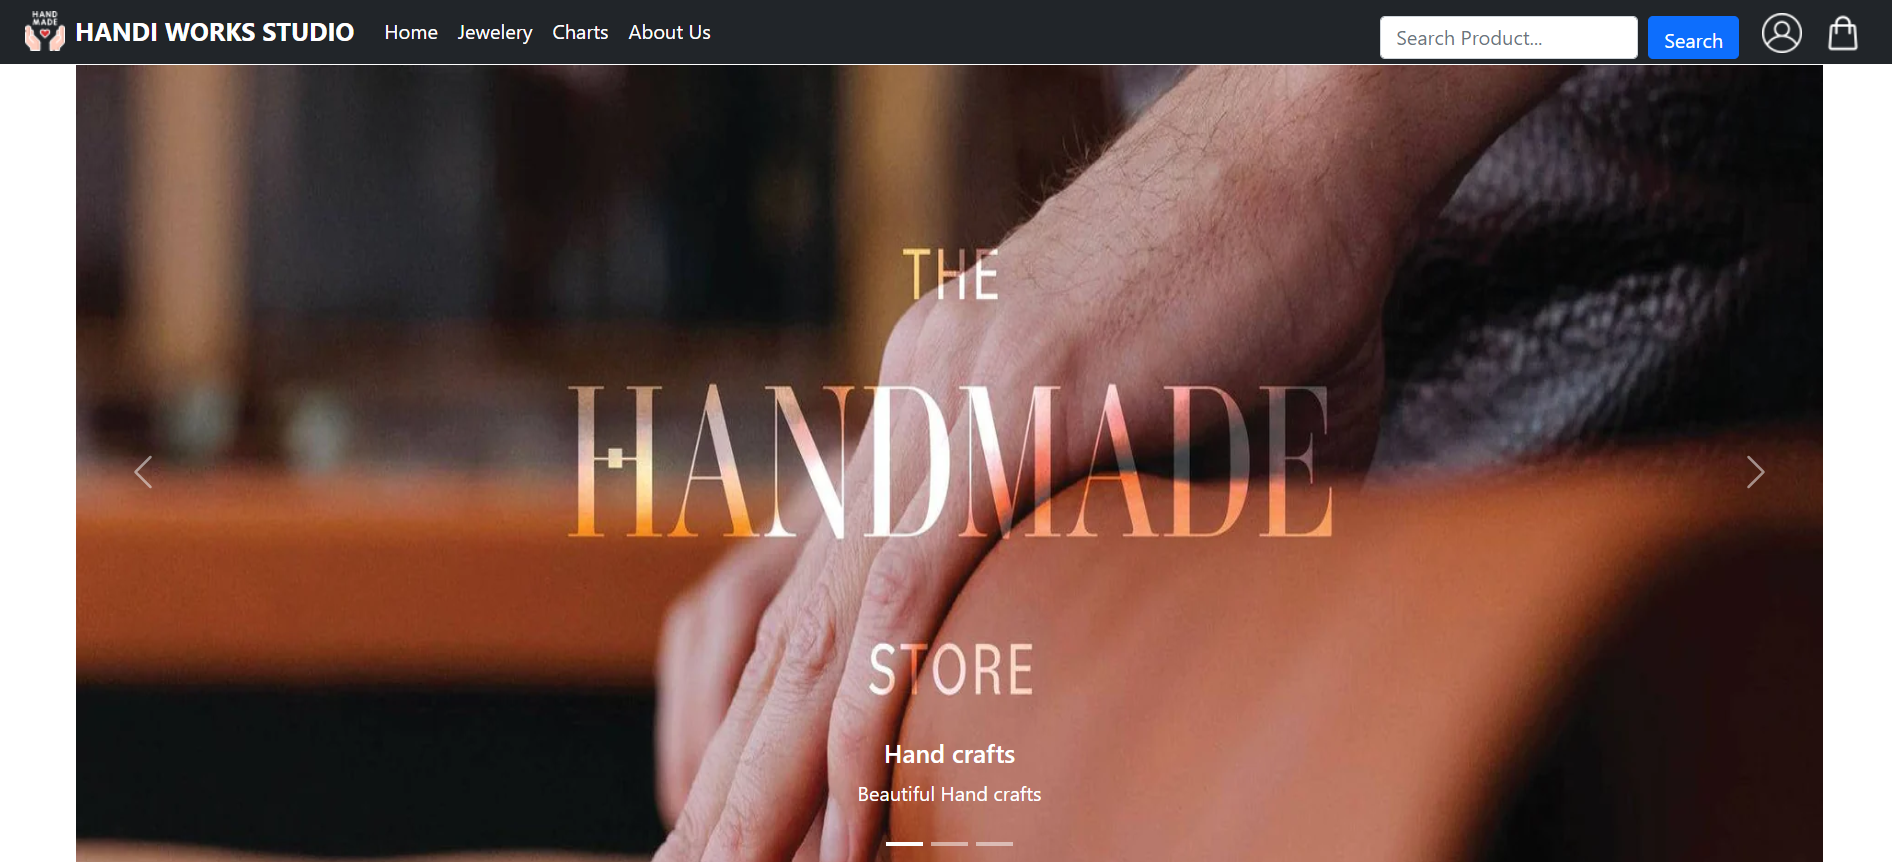 HAND
MADE
HANDI WORKS STUDIO
Home
Jewelery
Charts
About Us
Search Product...
Search
THE
HANDMADE
STORE
Hand crafts
Beautiful Hand crafts